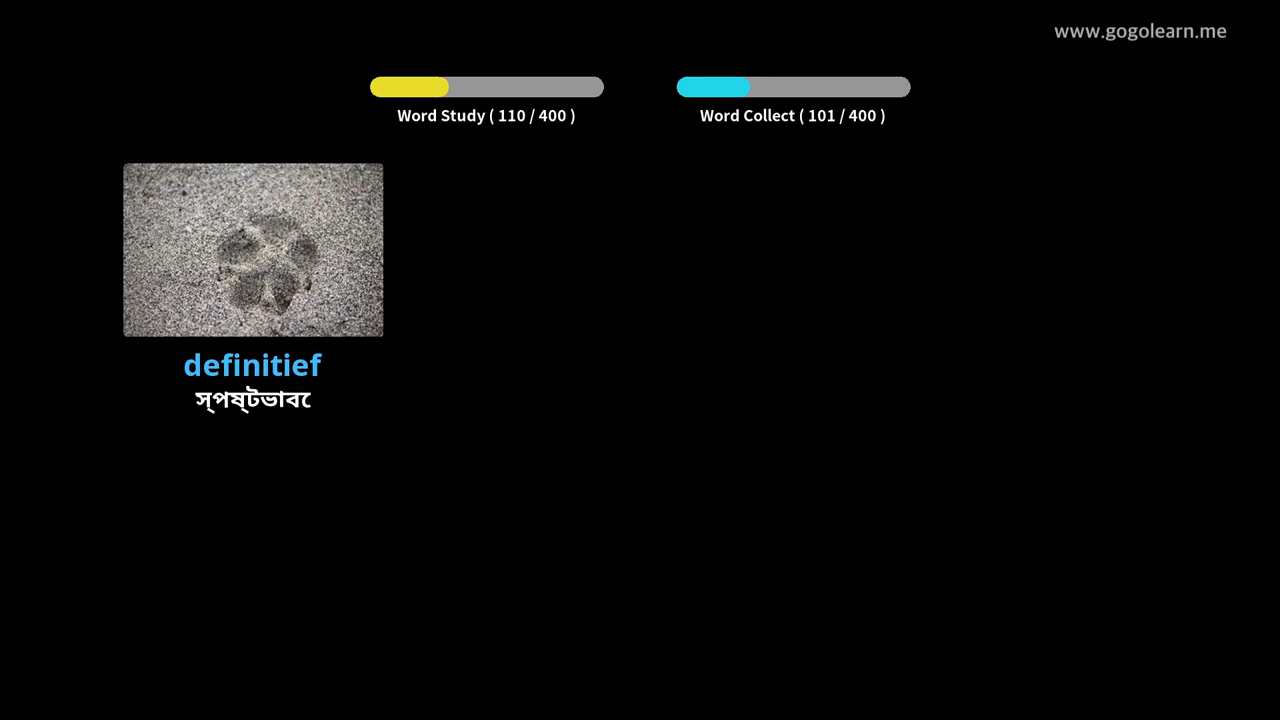 www.gogolearn.me
Word Study ( 110 / 400 )
Word Collect ( 101 / 400 )
definitief
স্পষ্টভাবে